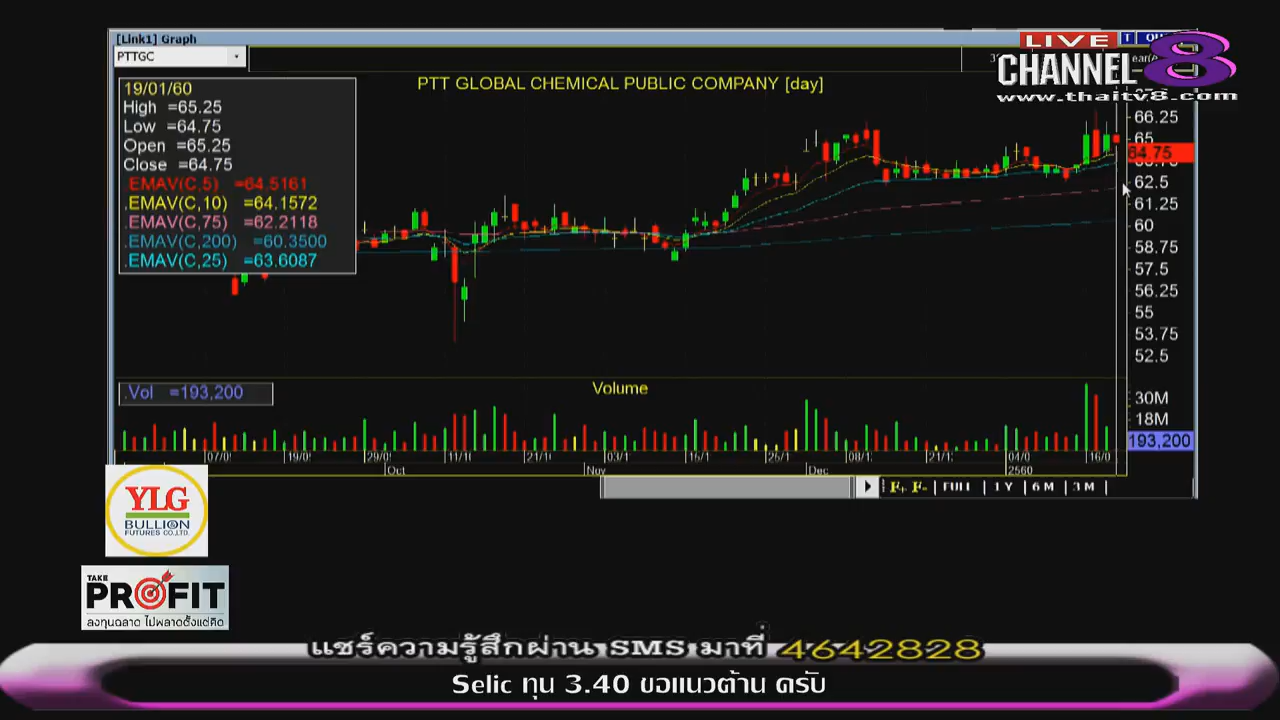 [Link1] Graph
PTTGC
LIVE
CHANNEL 8
www.thaitv8.com
PTT GLOBAL CHEMICAL PUBLIC COMPANY [day]
19/01/60
High =65.25
Low =64.75
Open =65.25
Close =64.75
.EMAV(C,5) =64.5161
.EMAV(C,10) =64.1572
.EMAV(C,75) =62.2118
.EMAV(C,200) =60.3500
.EMAV(C,25) =63.6087
66.25
65
64.75
62.5
61.25
60
58.75
57.5
56.25
55
53.75
52.5
.Vol =193,200
Volume
30M
18M
193,200
Oct
Nov
Dec
2560
FULL 1 Y 6 M 3 M
YLG
BULLION
FUTURES CO.,LTD.
TAKE
PROFIT
ลงทุนฉลาด ไม่พลาดตั้งแต่คิด
แชร์ความรู้สึกผ่าน SMS มาที่ 4642828
Selic ทุน 3.40 ขอแนวต้าน ครับ